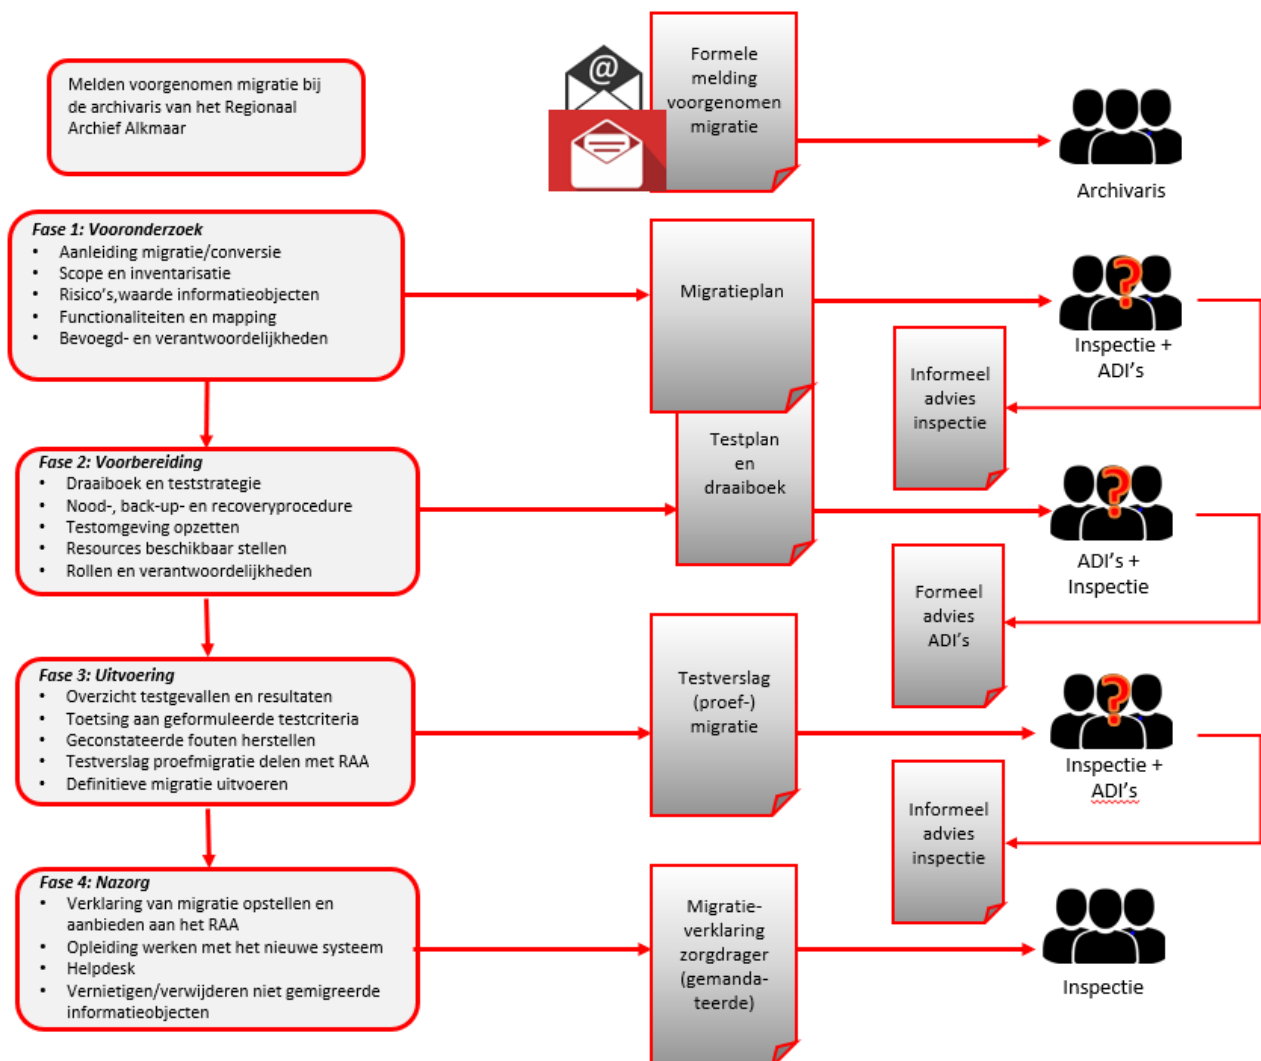 Melden voorgenomen migratie bij
de archivaris van het Regionaal
Archief Alkmaar
@
Formele
melding
voorgenomen
migratie
Archivaris
Fase 1: Vooronderzoek
• Aanleiding migratie/conversie
• Scope en inventarisatie
• Risico's,waarde informatieobjecten
• Functionaliteiten en mapping
• Bevoegd- en verantwoordelijkheden
Migratieplan
?
Inspectie +
ADI's
Informeel
advies
inspectie
Fase 2: Voorbereiding
• Draaiboek en teststrategie
• Nood-, back-up- en recoveryprocedure
• Testomgeving opzetten
• Resources beschikbaar stellen
• Rollen en verantwoordelijkheden
Testplan
en
draaiboek
?
ADI's +
Inspectie
Formeel
advies
ADI's
Fase 3: Uitvoering
• Overzicht testgevallen en resultaten
• Toetsing aan geformuleerde testcriteria
• Geconstateerde fouten herstellen
• Testverslag proefmigratie delen met RAA
• Definitieve migratie uitvoeren
Testverslag
(proef-)
migratie
?
Inspectie +
ADI's
Informeel
advies
inspectie
Fase 4: Nazorg
• Verklaring van migratie opstellen en
aanbieden aan het RAA
• Opleiding werken met het nieuwe systeem
• Helpdesk
• Vernietigen/verwijderen niet gemigreerde
informatieobjecten
Migratie-
verklaring
zorgdrager
(gemanda-
teerde)
Inspectie